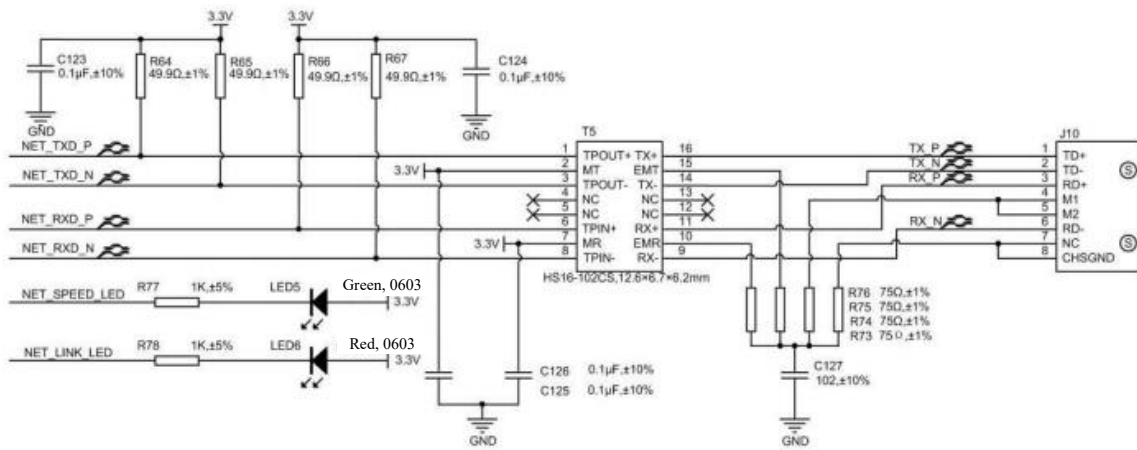 3.3V 3.3V
C123
0.1µF,±10%
R64
49.9Ω,±1%
R65
49.9Ω,±1%
R66
49.9Ω,±1%
R67
49.9Ω,±1%
C124
0.1µF,±10%
GND
GND
NET_TXD_P
NET_TXD_N
NET_RXD_P
NET_RXD_N
3.3V
3.3V
T5
1 TPOUT+ TX+ 16
2 MT EMT 15
3 TPOUT- TX- 14
4 NC NC 13
5 NC NC 12
6 TPIN+ RX+ 11
7 MR EMR 10
8 TPIN- RX- 9
HS16-102CS,12.6×6.7×6.2mm
TX_P
TX_N
RX_P
RX_N
J10
1 TD+
2 TD-
3 RD+
4 M1
5 M2
6 RD-
7 NC
8 CHSGND
S
S
NET_SPEED_LED R77 1K,±5% LED5 Green, 0603 3.3V
NET_LINK_LED R78 1K,±5% LED6 Red, 0603 3.3V
R76 75Ω,±1%
R75 75Ω,±1%
R74 75Ω,±1%
R73 75Ω,±1%
C126 0.1µF,±10%
C125 0.1µF,±10%
C127
102,±10%
GND
GND